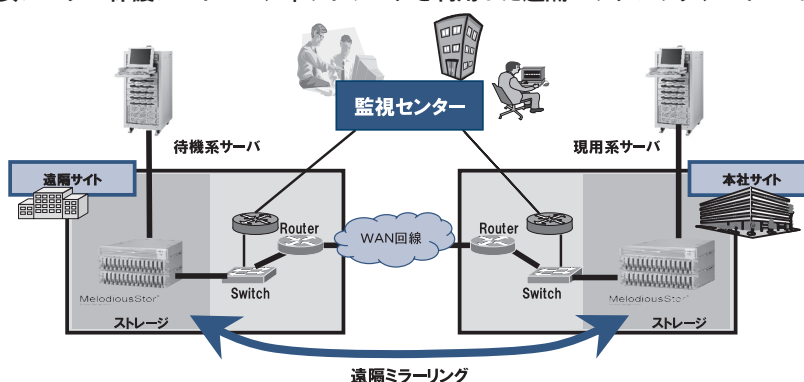 監視センター
待機系サーバ
現用系サーバ
遠隔サイト
本社サイト
Router
WAN回線
Router
Switch
Switch
MelodiousStor
MelodiousStor
ストレージ
ストレージ
遠隔ミラーリング